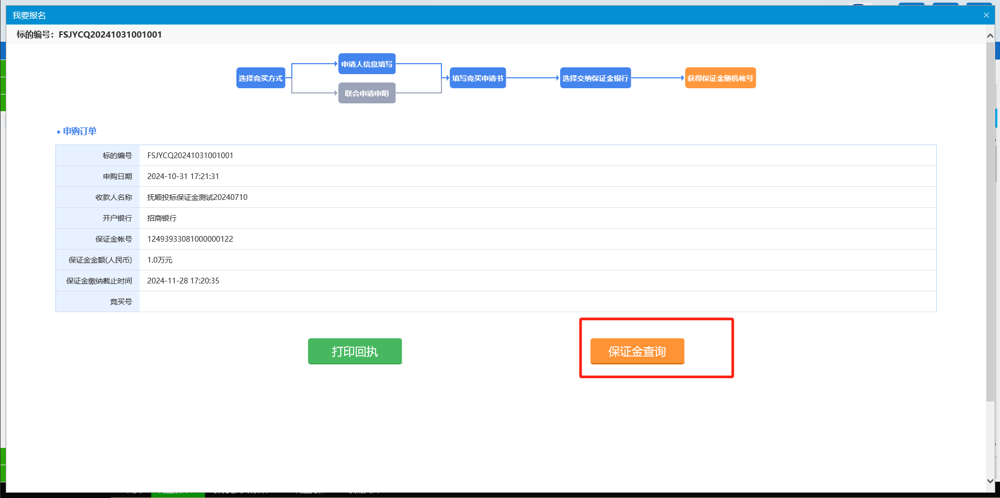 我要报名
标的编号：FSJYCQ20241031001001
选择竞买方式
申请人信息填写
联合申请申明
填写竞买申请书
选择交纳保证金银行
获得保证金随机帐号
申购订单
标的编号 FSJYCQ20241031001001
申购日期 2024-10-31 17:21:31
收款人名称 抚顺投标保证金测试20240710
开户银行 招商银行
保证金帐号 12493933081000000122
保证金金额(人民币) 1.0万元
保证金缴纳截止时间 2024-11-28 17:20:35
竞买号
打印回执
保证金查询